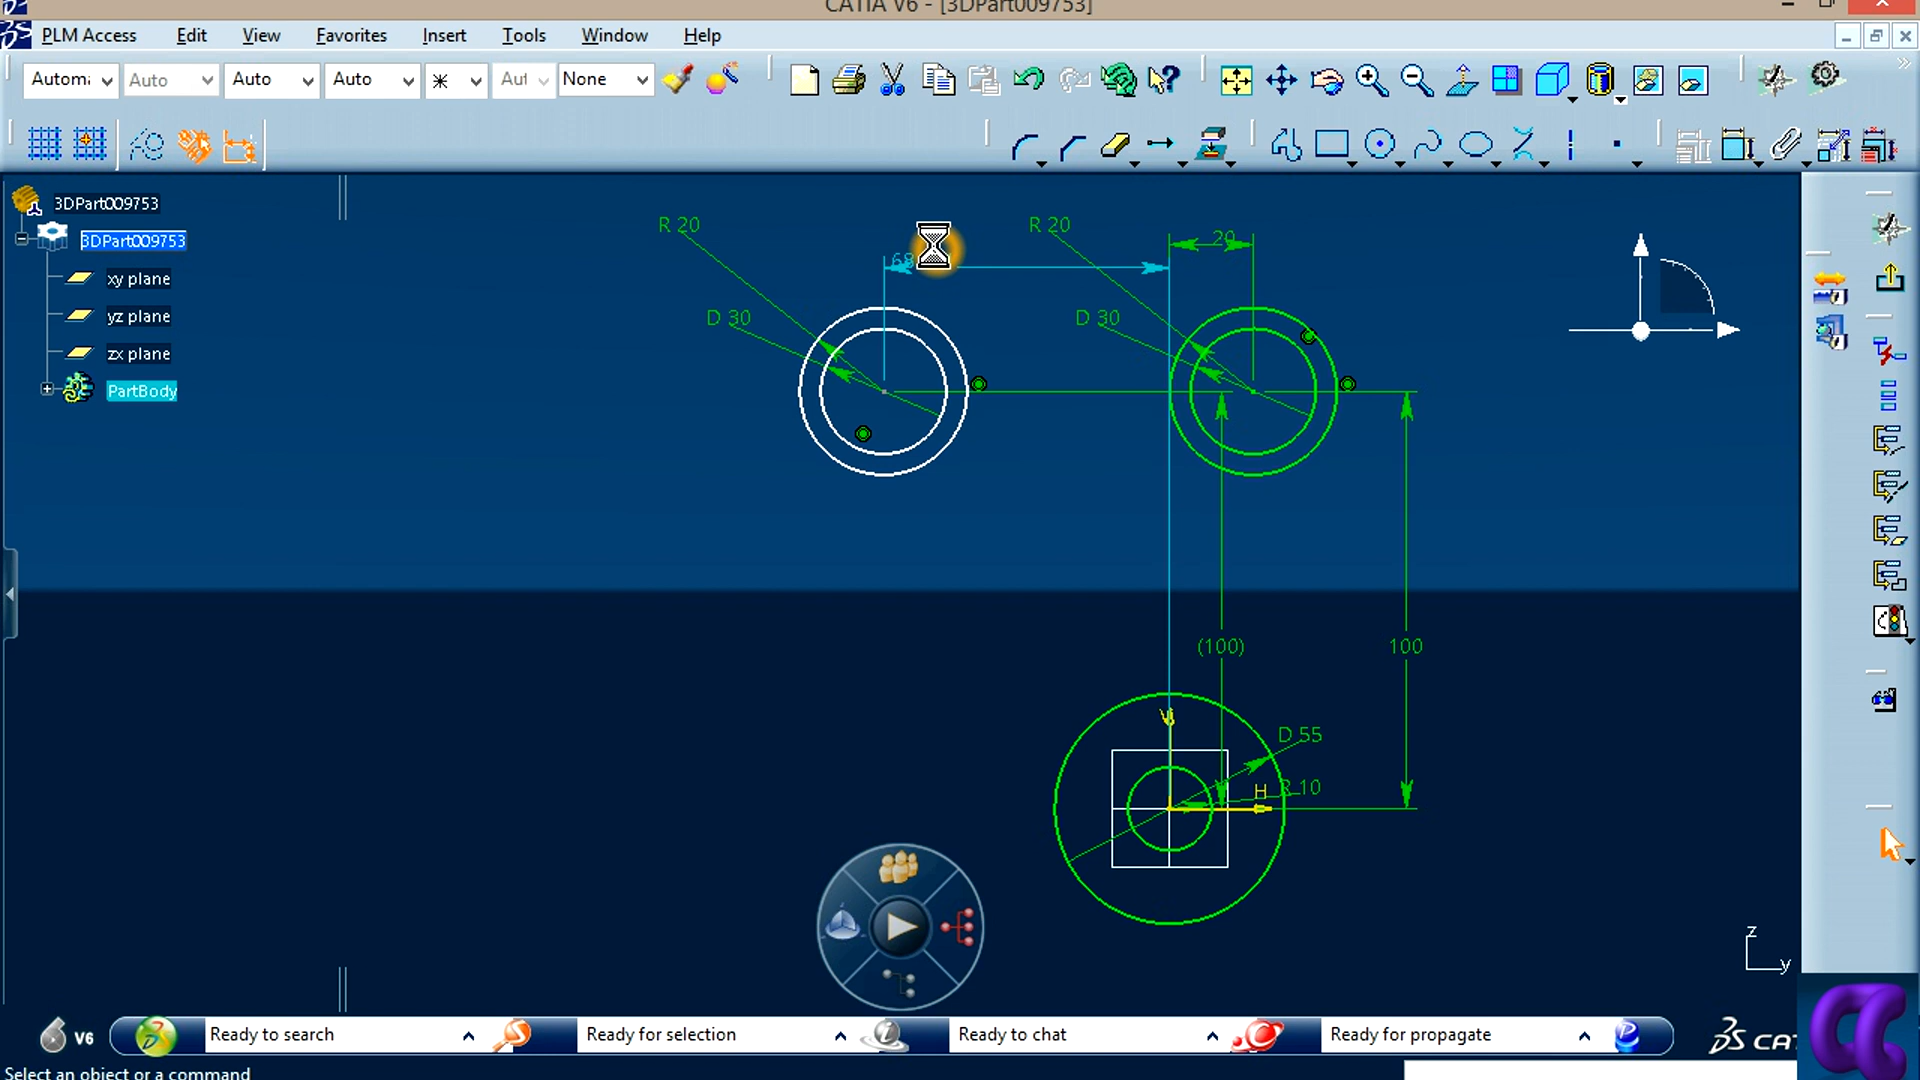 CATIA V6 - [3DPart009753]
PLM Access Edit View Favorites Insert Tools Window Help
Auto Auto Auto None
3DPart009753
3DPart009753
xy plane
yz plane
zx plane
PartBody
R 20
R 20
20
68
D 30
D 30
(100)
100
V
D 55
H
R 10
z
y
V6
Ready to search
Ready for selection
Ready to chat
Ready for propagate
Select an object or a command